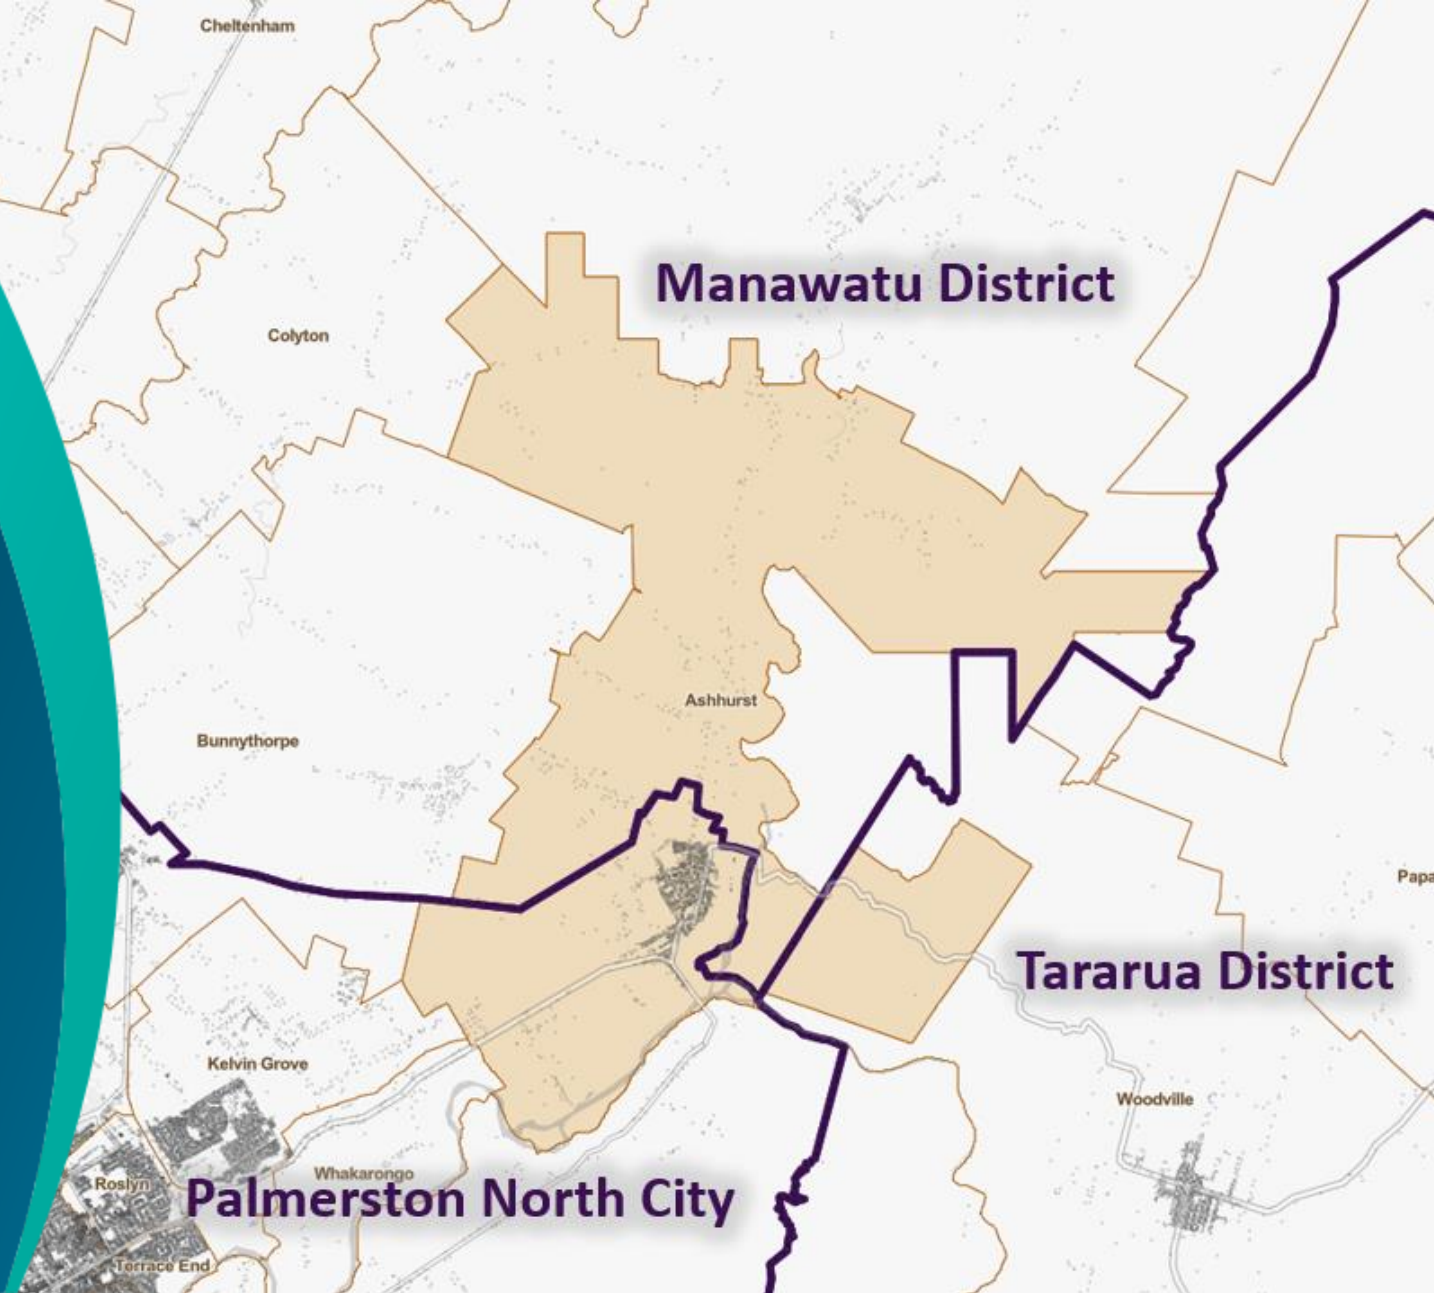 Cheltenham
Manawatu District
Colyton
Ashhurst
Bunnythorpe
Papa
Tararua District
Kelvin Grove
Woodville
Whakarongo
Roslyn
Palmerston North City
Terrace End